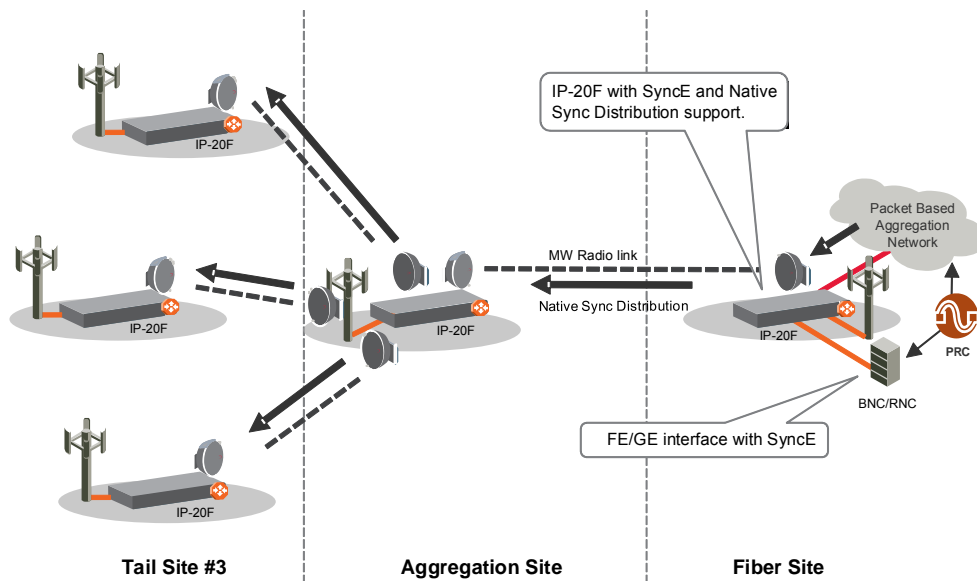 IP-20F with SyncE and Native
Sync Distribution support.
IP-20F
Packet Based
Aggregation
Network
MW Radio link
Native Sync Distribution
IP-20F
IP-20F
IP-20F
PRC
BNC/RNC
FE/GE interface with SyncE
IP-20F
Tail Site #3
Aggregation Site
Fiber Site